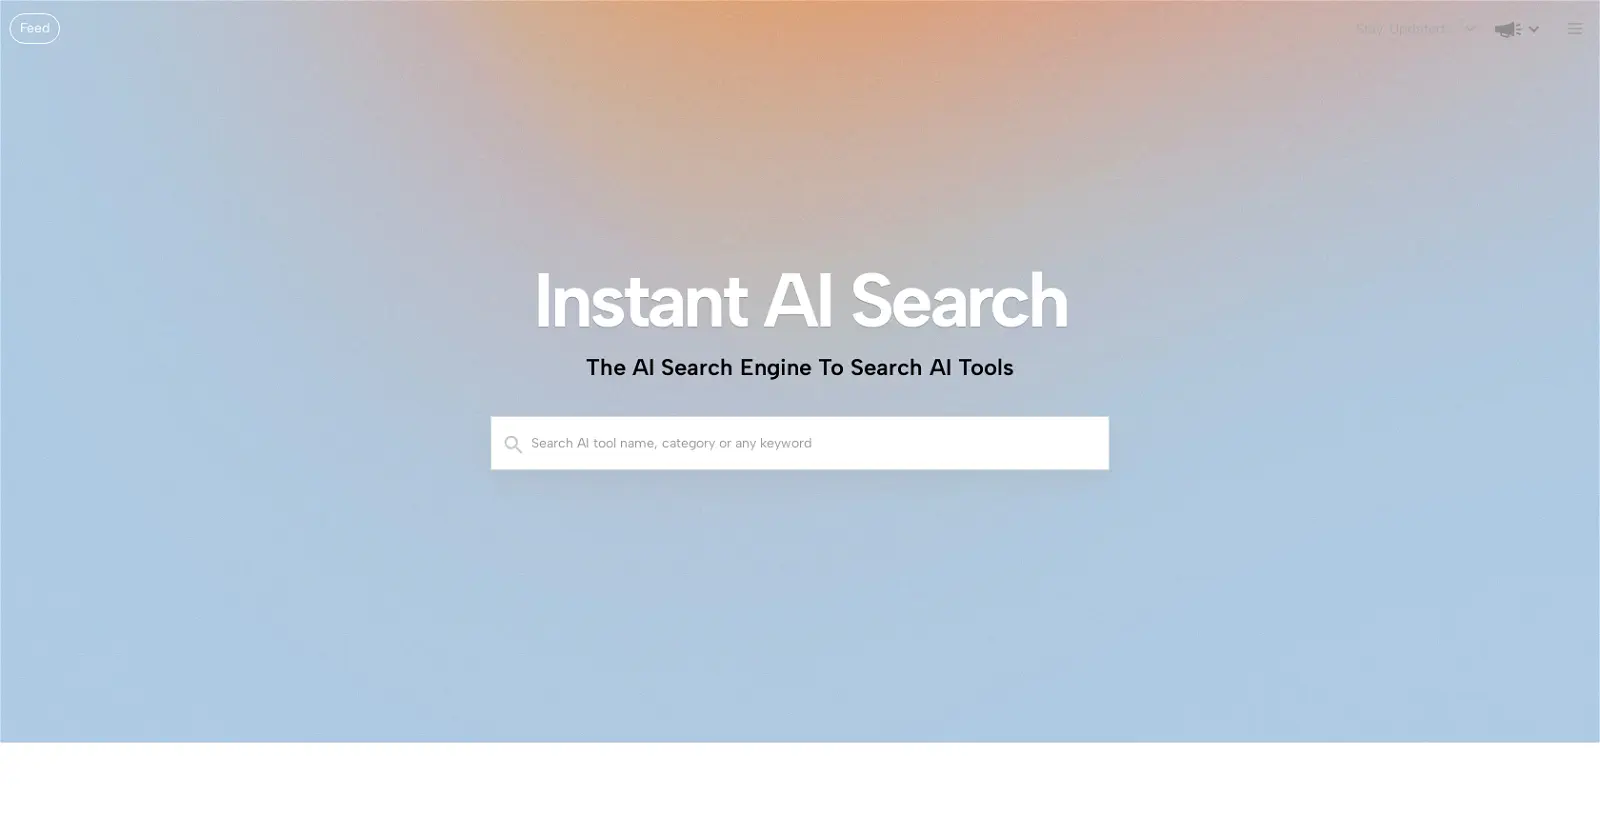 Feed
Stay Updated
Instant AI Search
The AI Search Engine To Search AI Tools
Search AI tool name, category or any keyword